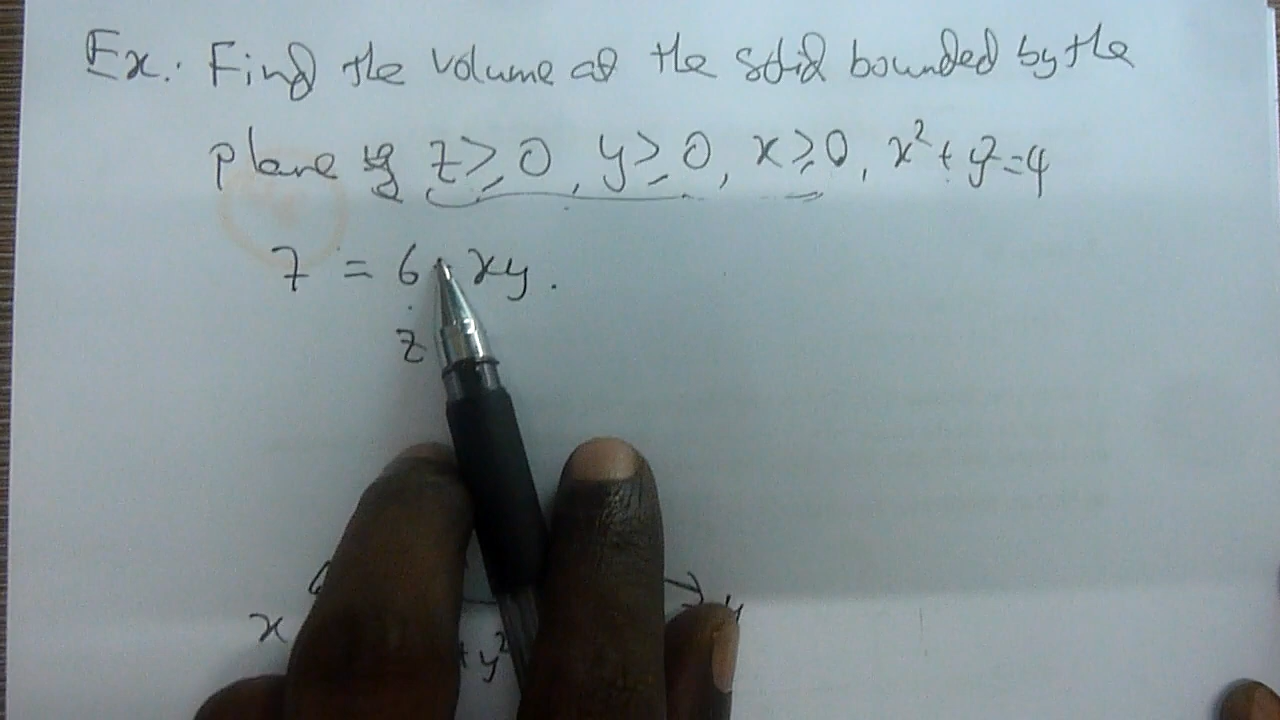 Ex. Find the volume of the solid bounded by the
plane z ≥ 0, y ≥ 0, x ≥ 0, x² + y² = 4
z = 6 xy.
z
x
+ y²
y